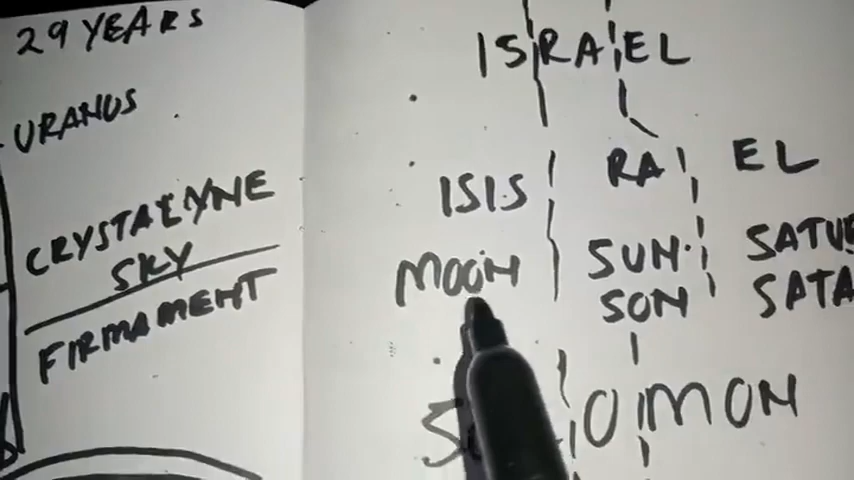 29 YEARS
URANUS
CRYSTALYNE
SKY
FIRMAMENT
ISRAEL
ISIS RA EL
MOON SUN SATU
SON SATA
S OMON